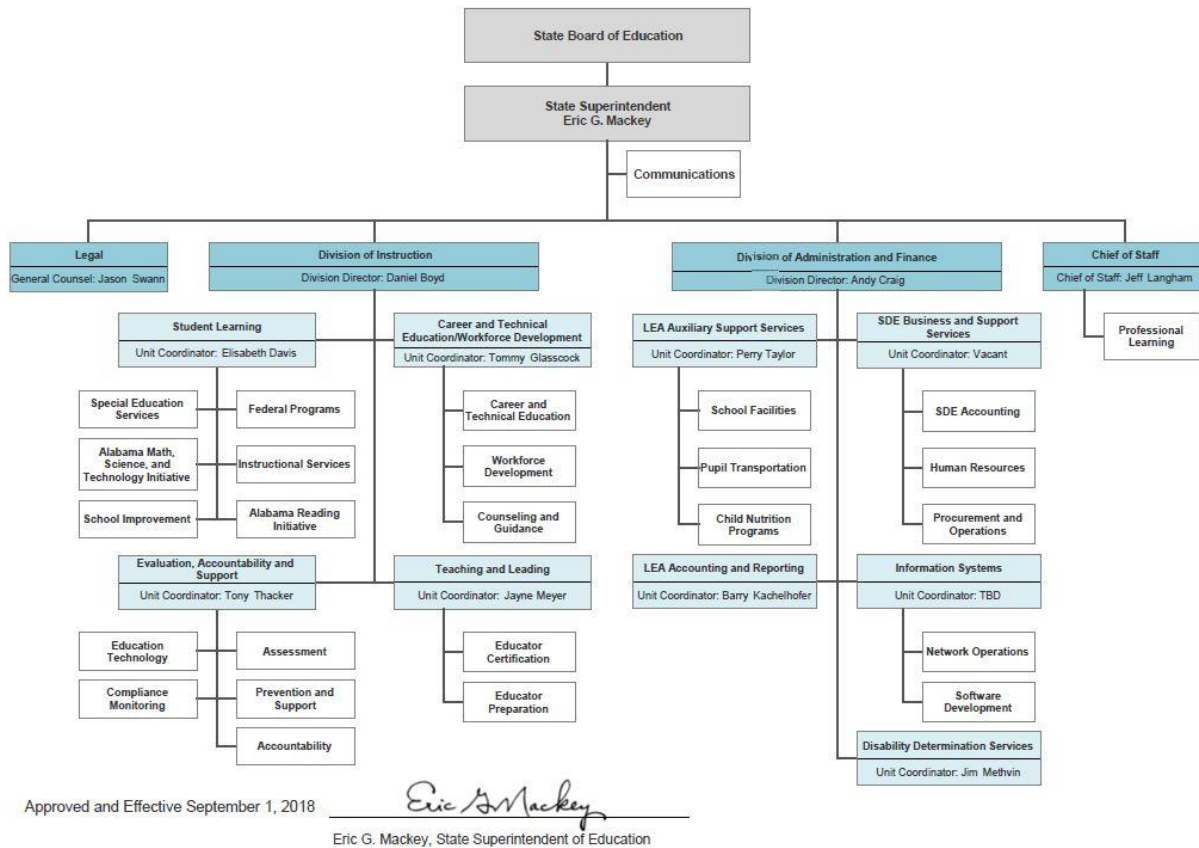 State Board of Education
State Superintendent
Eric G. Mackey
Communications
Legal
General Counsel: Jason Swann
Division of Instruction
Division Director: Daniel Boyd
Division of Administration and Finance
Division Director: Andy Craig
Chief of Staff
Chief of Staff: Jeff Langham
Student Learning
Unit Coordinator: Elisabeth Davis
Career and Technical
Education/Workforce Development
Unit Coordinator: Tommy Glasscock
LEA Auxiliary Support Services
Unit Coordinator: Perry Taylor
SDE Business and Support
Services
Unit Coordinator: Vacant
Professional
Learning
Special Education
Services
Federal Programs
Career and
Technical Education
School Facilities
SDE Accounting
Alabama Math,
Science, and
Technology Initiative
Instructional Services
Workforce
Development
Pupil Transportation
Human Resources
School Improvement
Alabama Reading
Initiative
Counseling and
Guidance
Child Nutrition
Programs
Procurement and
Operations
Evaluation, Accountability and
Support
Unit Coordinator: Tony Thacker
Teaching and Leading
Unit Coordinator: Jayne Meyer
LEA Accounting and Reporting
Unit Coordinator: Barry Kachelhofer
Information Systems
Unit Coordinator: TBD
Education
Technology
Assessment
Educator
Certification
Network Operations
Compliance
Monitoring
Prevention and
Support
Educator
Preparation
Software
Development
Accountability
Disability Determination Services
Unit Coordinator: Jim Methvin
Approved and Effective September 1, 2018
Eric G Mackey
Eric G. Mackey, State Superintendent of Education